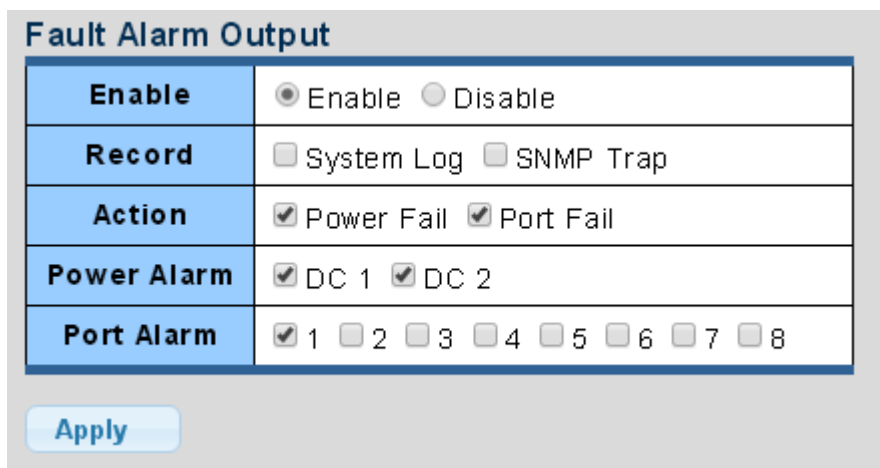 Fault Alarm Output
Enable Enable Disable
Record System Log SNMP Trap
Action Power Fail Port Fail
Power Alarm DC 1 DC 2
Port Alarm 1 2 3 4 5 6 7 8
Apply